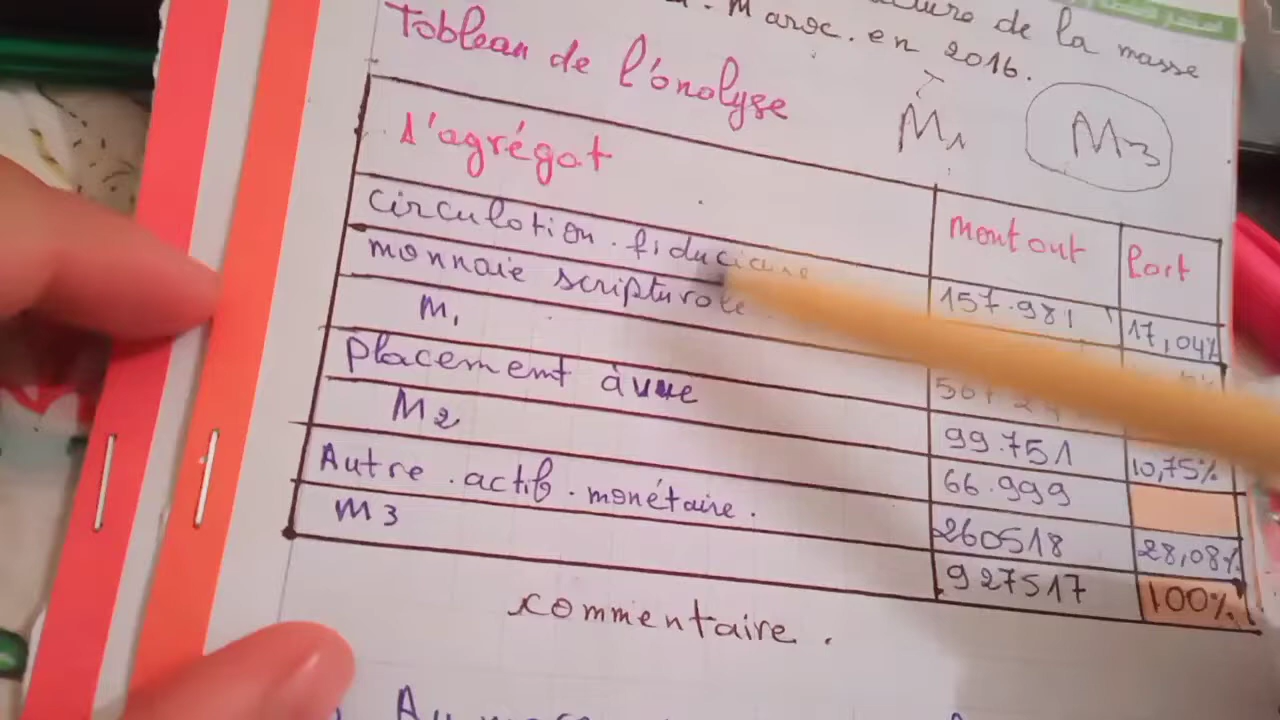 de la masse
Maroc. en 2016.
Tableau de l'analyse
M1 M3
l'agrégat montant Part
circulation. fiduciaire 157.981 17,04%
monnaie scripturale
M1
placement à vue 99.751 10,75%
M2 66.999
Autre. actif. monétaire. 260518 28,08%
M3 927517 100%
commentaire.
Au